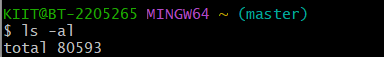 KIIT@BT-2205265 MINGW64 ~ (master)
$ ls -al
total 80593